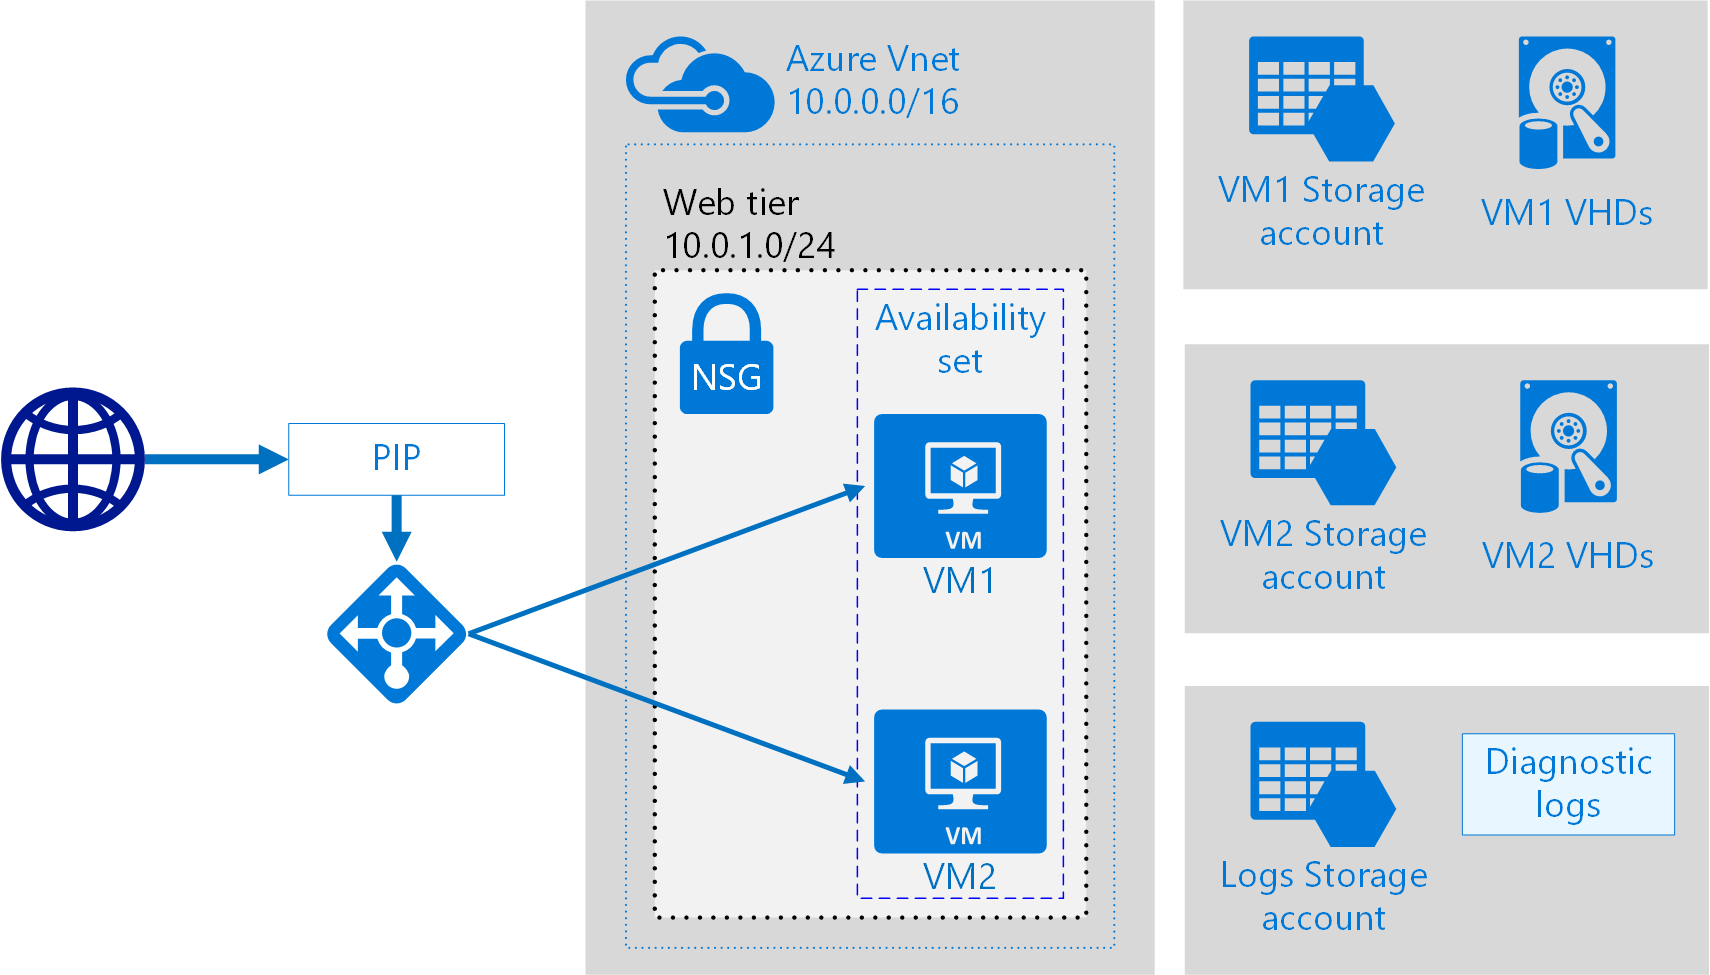 Azure Vnet
10.0.0.0/16
Web tier
10.0.1.0/24
NSG
Availability
set
PIP
VM
VM1
VM
VM2
VM1 Storage
account
VM1 VHDs
VM2 Storage
account
VM2 VHDs
Logs Storage
account
Diagnostic
logs